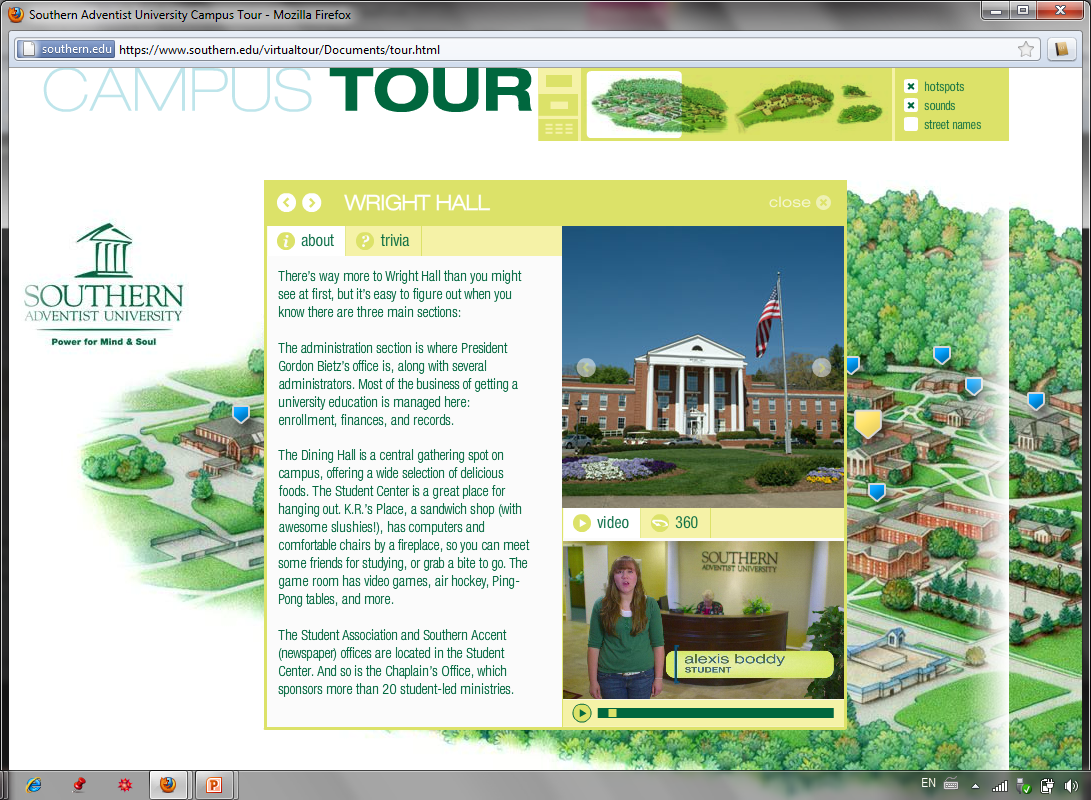 Southern Adventist University Campus Tour - Mozilla Firefox
southern.edu https://www.southern.edu/virtualtour/Documents/tour.html
CAMPUS TOUR
hotspots
sounds
street names
WRIGHT HALL
close
about
trivia
There's way more to Wright Hall than you might
see at first, but it's easy to figure out when you
know there are three main sections:
The administration section is where President
Gordon Bietz's office is, along with several
administrators. Most of the business of getting a
university education is managed here:
enrollment, finances, and records.
The Dining Hall is a central gathering spot on
campus, offering a wide selection of delicious
foods. The Student Center is a great place for
hanging out. K.R.'s Place, a sandwich shop (with
awesome slushies!), has computers and
comfortable chairs by a fireplace, so you can meet
some friends for studying, or grab a bite to go. The
game room has video games, air hockey, Ping-
Pong tables, and more.
The Student Association and Southern Accent
(newspaper) offices are located in the Student
Center. And so is the Chaplain's Office, which
sponsors more than 20 student-led ministries.
video
360
SOUTHERN
ADVENTIST UNIVERSITY
alexis boddy
STUDENT
SOUTHERN
ADVENTIST UNIVERSITY
Power for Mind & Soul
EN